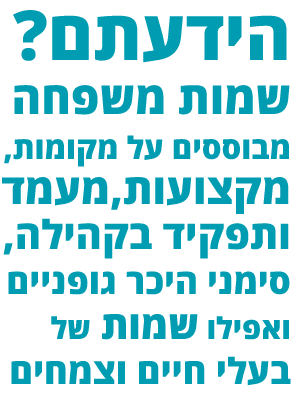 הידעתם?
שמות משפחה
מבוססים על מקומות,
מקצועות,מעמד
ותפקיד בקהילה,
סימני היכר גופניים
ואפילו שמות של
בעלי חיים וצמחים